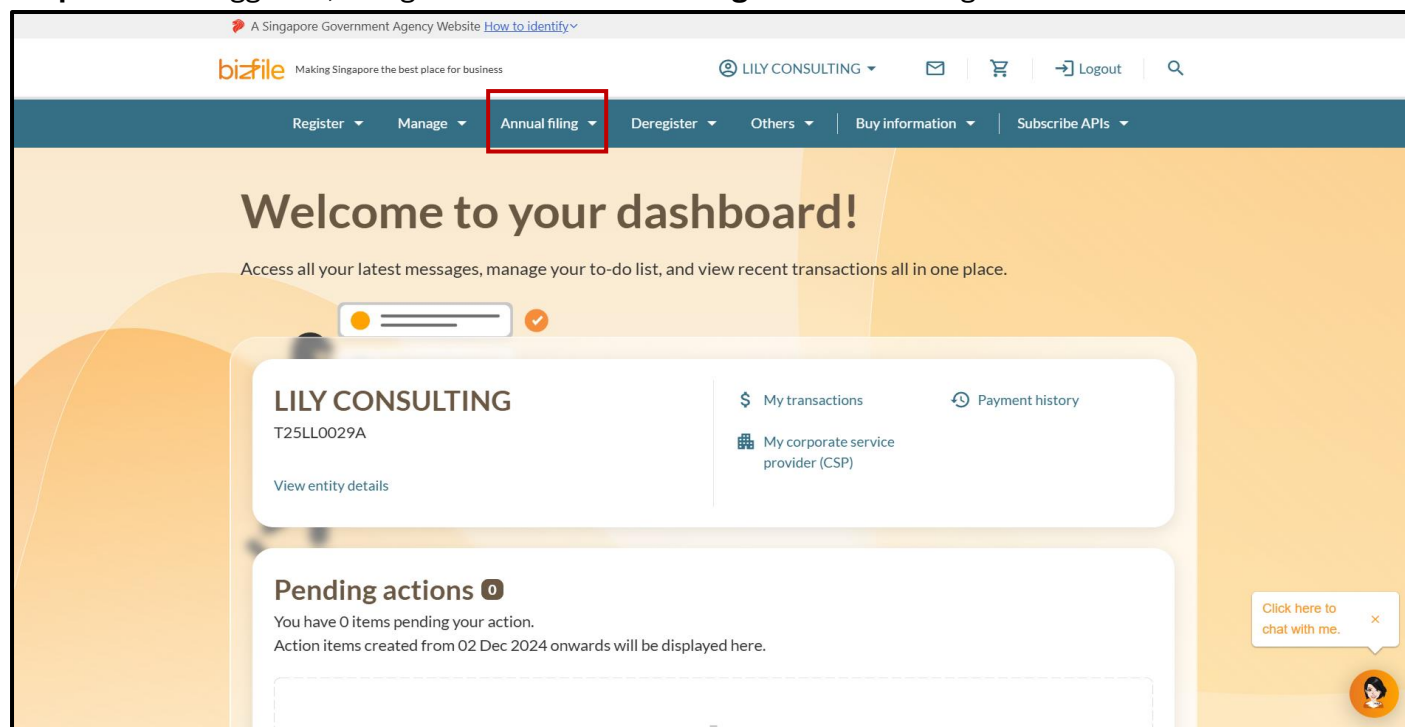 A Singapore Government Agency Website How to identify
bizfile Making Singapore the best place for business LILY CONSULTING Logout
Register Manage Annual filing Deregister Others Buy information Subscribe APIs
Welcome to your dashboard!
Access all your latest messages, manage your to-do list, and view recent transactions all in one place.
LILY CONSULTING
T25LL0029A
View entity details
$ My transactions
Payment history
My corporate service
provider (CSP)
Pending actions 0
You have 0 items pending your action.
Action items created from 02 Dec 2024 onwards will be displayed here.
Click here to
chat with me.